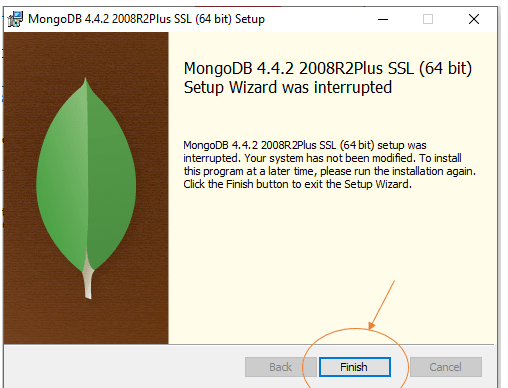 MongoDB 4.4.2 2008R2Plus SSL (64 bit) Setup
MongoDB 4.4.2 2008R2Plus SSL (64 bit)
Setup Wizard was interrupted
MongoDB 4.4.2 2008R2Plus SSL (64 bit) setup was
interrupted. Your system has not been modified. To install
this program at a later time, please run the installation again.
Click the Finish button to exit the Setup Wizard.
Back
Finish
Cancel